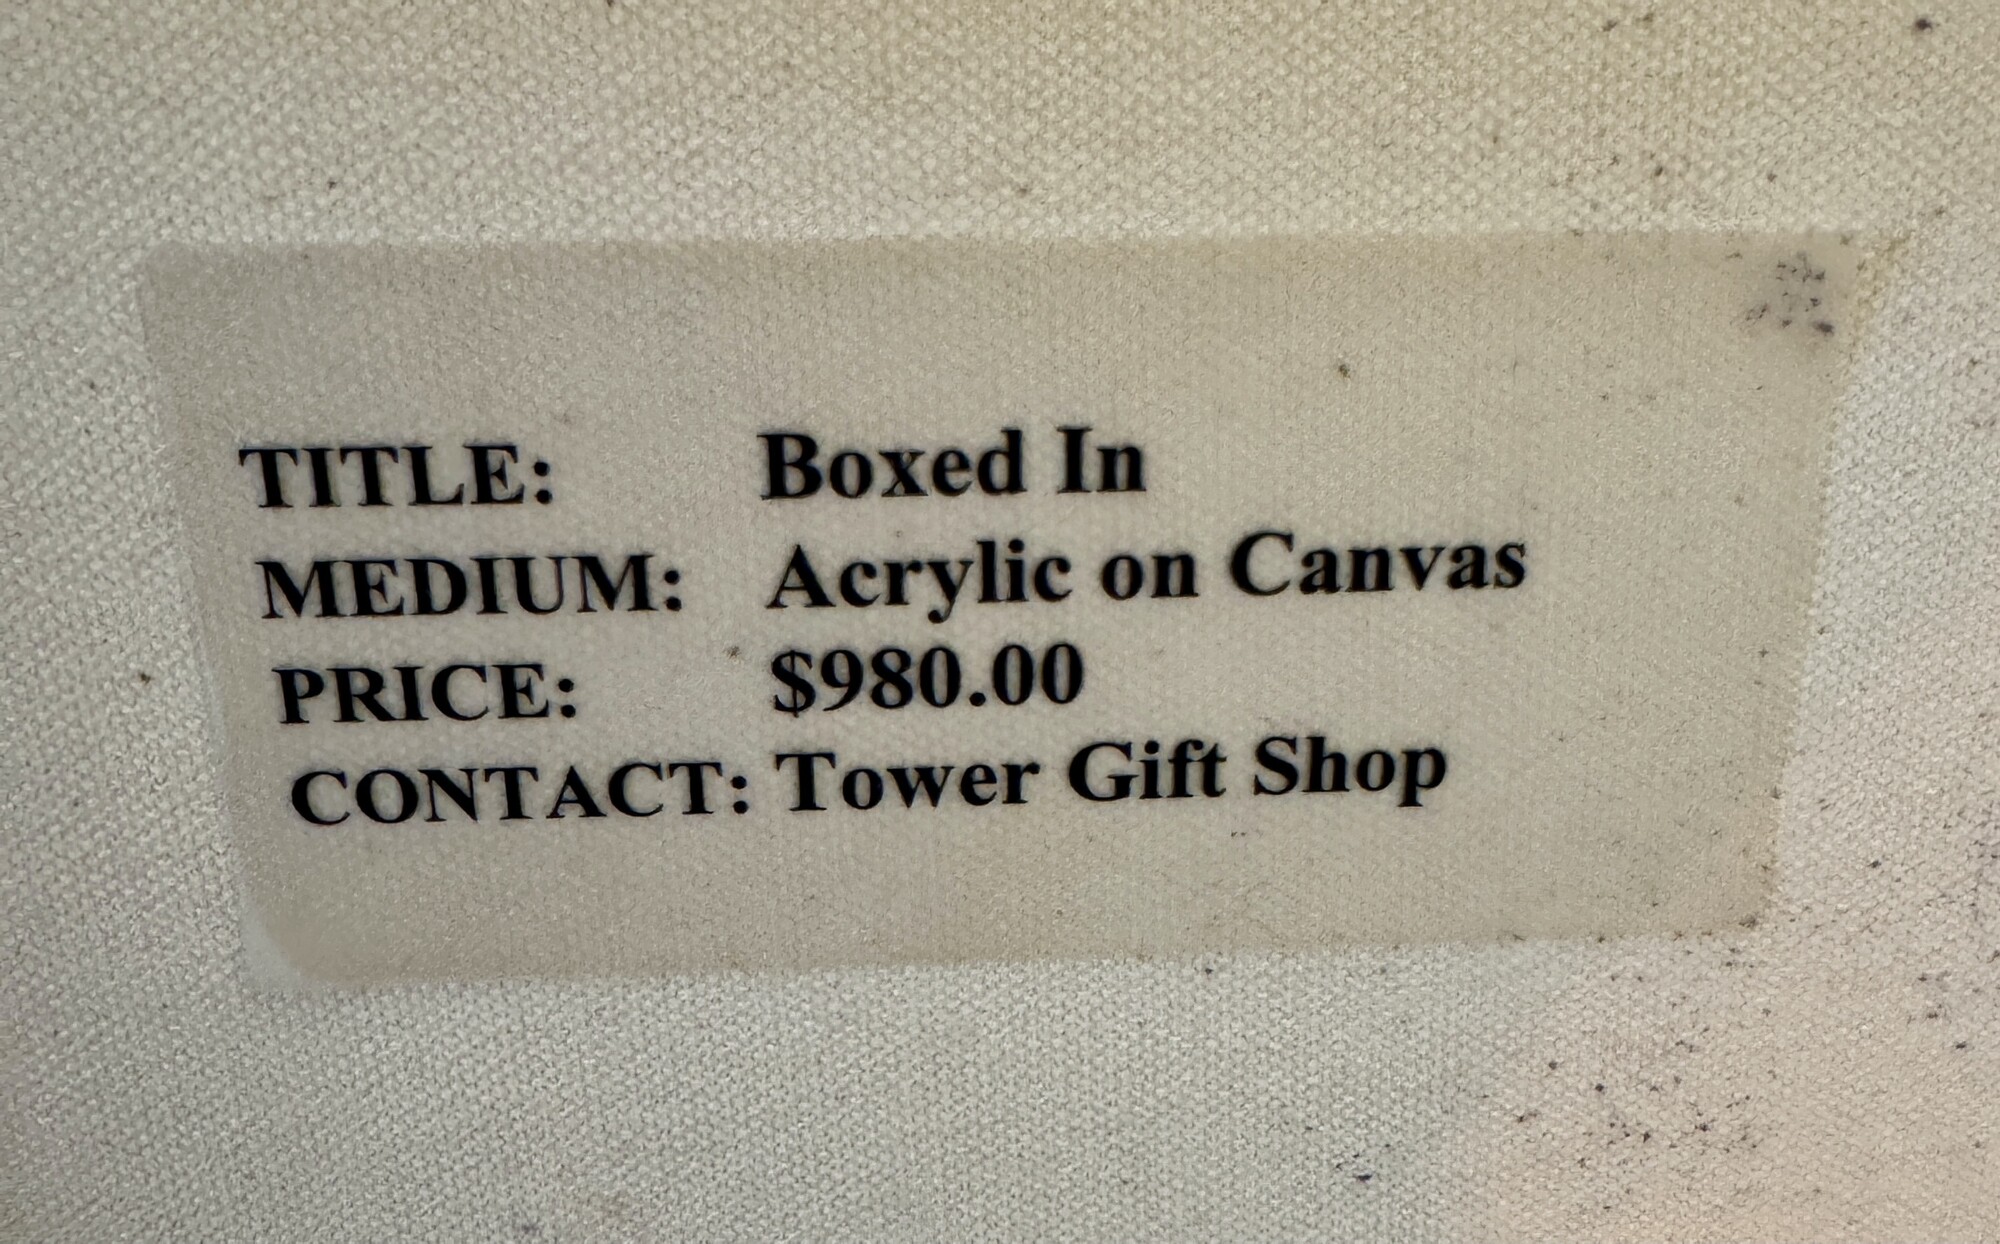 TITLE: Boxed In
MEDIUM: Acrylic on Canvas
PRICE: $980.00
CONTACT: Tower Gift Shop